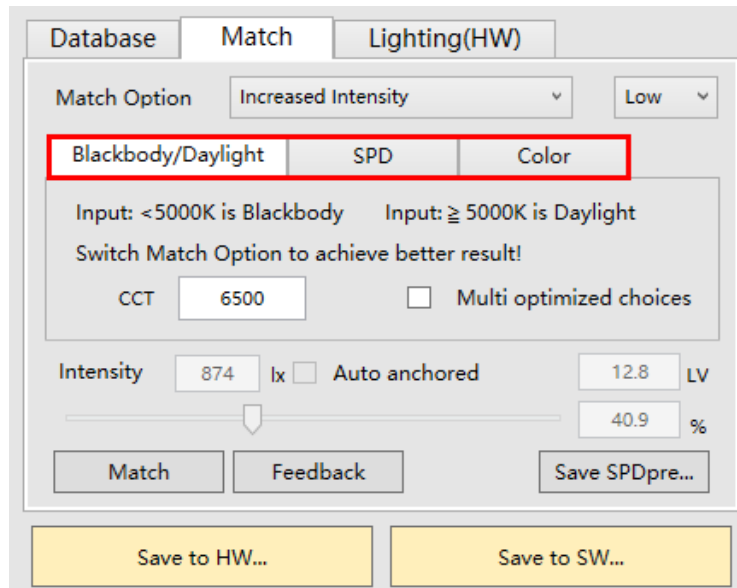 Database Match Lighting(HW)
Match Option Increased Intensity Low
Blackbody/Daylight SPD Color
Input: <5000K is Blackbody Input: ≧ 5000K is Daylight
Switch Match Option to achieve better result!
CCT 6500 Multi optimized choices
Intensity 874 lx Auto anchored 12.8 LV
40.9 %
Match Feedback Save SPDpre...
Save to HW... Save to SW...